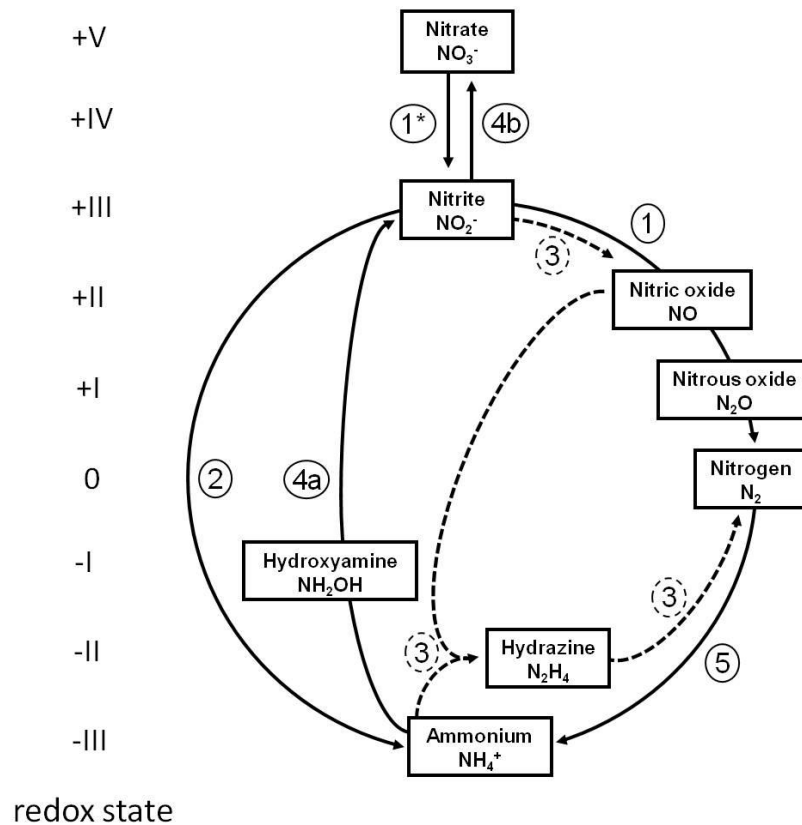 +V
Nitrate
NO₃⁻
+IV
1*
4b
+III
Nitrite
NO₂⁻
1
3
+II
Nitric oxide
NO
+I
Nitrous oxide
N₂O
0
2
4a
Nitrogen
N₂
-I
Hydroxyamine
NH₂OH
3
-II
3
Hydrazine
N₂H₄
5
-III
Ammonium
NH₄⁺
redox state